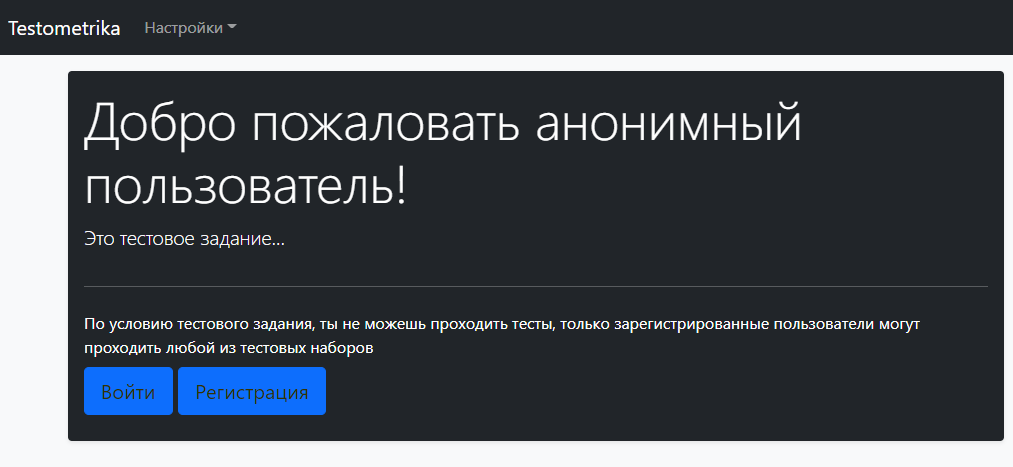 Testometrika Настройки
Добро пожаловать анонимный
пользователь!
Это тестовое задание...
По условию тестового задания, ты не можешь проходить тесты, только зарегистрированные пользователи могут
проходить любой из тестовых наборов
Войти Регистрация